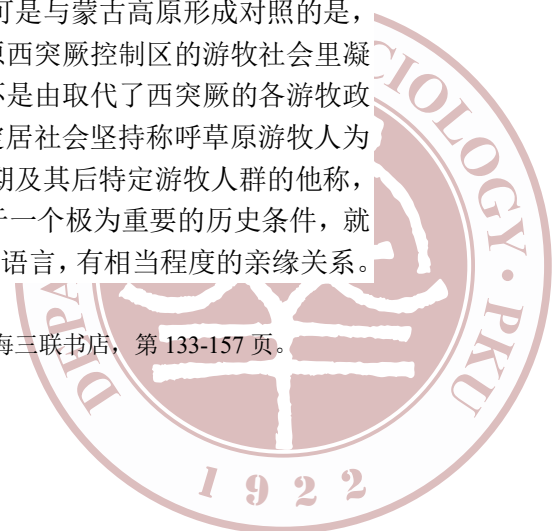 可是与蒙古高原形成对照的是，
原西突厥控制区的游牧社会里凝
不是由取代了西突厥的各游牧政
定居社会坚持称呼草原游牧人为
期及其后特定游牧人群的他称，
于一个极为重要的历史条件，就
语言，有相当程度的亲缘关系。
海三联书店，第 133-157 页。
CIOLOGY · PKU
DEPA
1 9 2 2